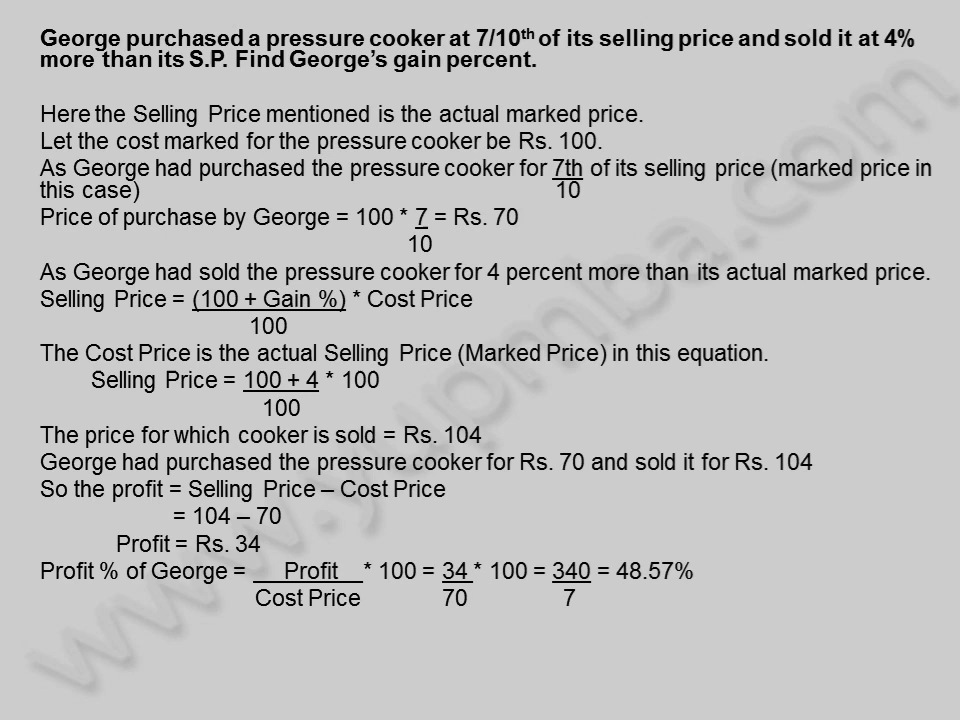 George purchased a pressure cooker at 7/10th of its selling price and sold it at 4%
more than its S.P. Find George’s gain percent.
Here the Selling Price mentioned is the actual marked price.
Let the cost marked for the pressure cooker be Rs. 100.
As George had purchased the pressure cooker for 7th of its selling price (marked price in
this case) 10
Price of purchase by George = 100 * 7 = Rs. 70
10
As George had sold the pressure cooker for 4 percent more than its actual marked price.
Selling Price = (100 + Gain %) * Cost Price
100
The Cost Price is the actual Selling Price (Marked Price) in this equation.
Selling Price = 100 + 4 * 100
100
The price for which cooker is sold = Rs. 104
George had purchased the pressure cooker for Rs. 70 and sold it for Rs. 104
So the profit = Selling Price – Cost Price
= 104 – 70
Profit = Rs. 34
Profit % of George = Profit * 100 = 34 * 100 = 340 = 48.57%
Cost Price 70 7
www.yupmba.com